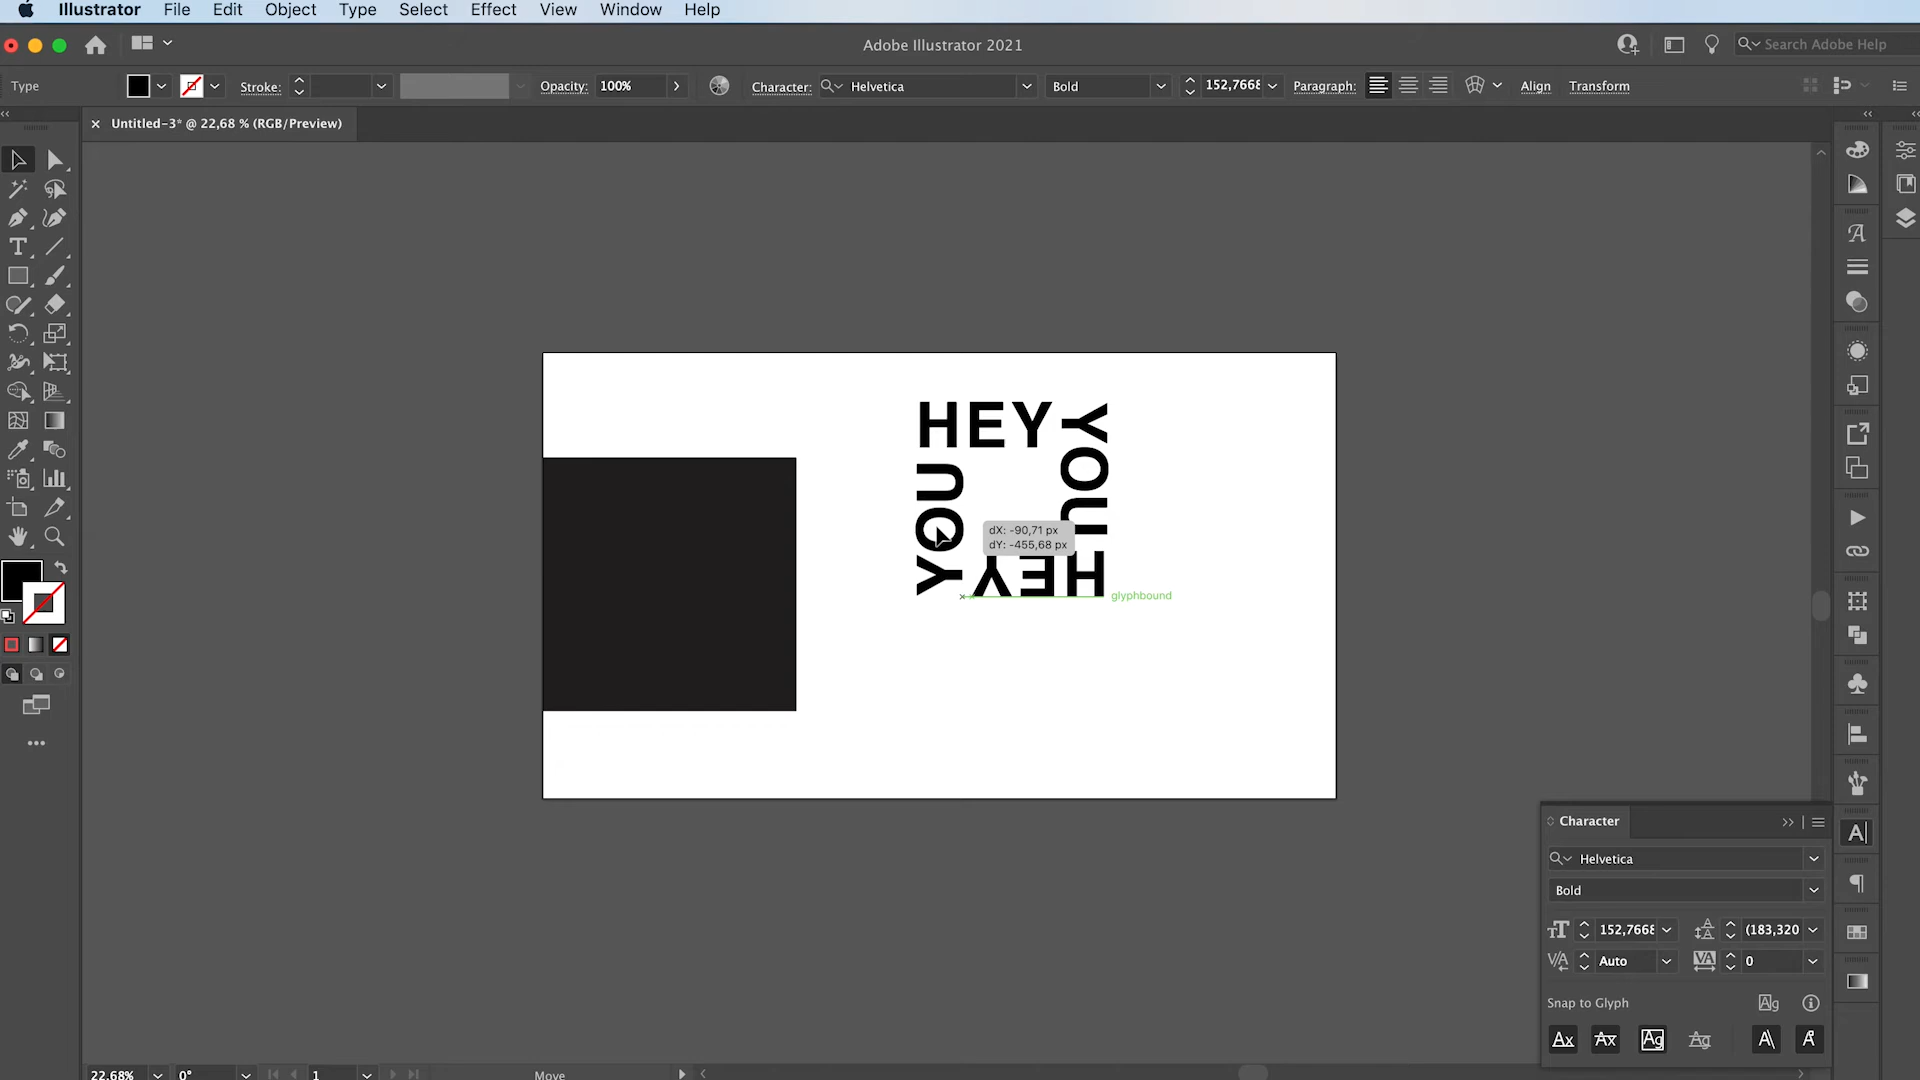 Illustrator File Edit Object Type Select Effect View Window Help
Adobe Illustrator 2021
Search Adobe Help
Type
Stroke:
Opacity: 100%
Character: Helvetica
Bold
152,7668
Paragraph:
Align
Transform
× Untitled-3* @ 22,68 % (RGB/Preview)
HEY
YOU
HEY
YOU
dX: -90,71 px
dY: -455,68 px
glyphbound
Character
Helvetica
Bold
152,7668
(183,320
Auto
0
Snap to Glyph
22,68%
0°
1
Move